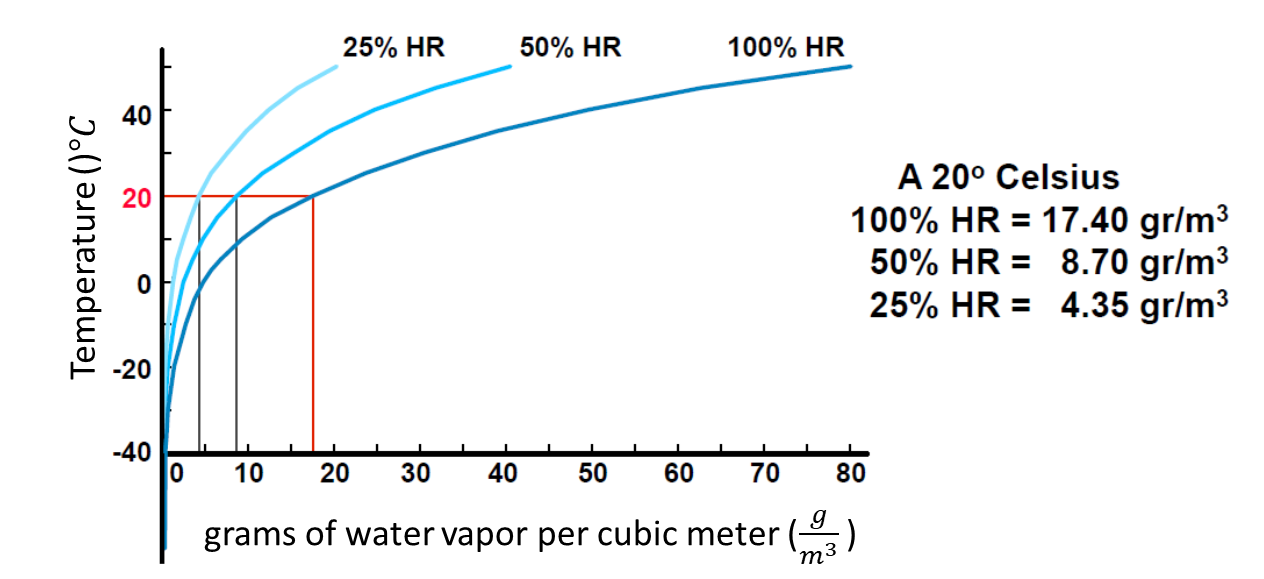 25% HR 50% HR 100% HR
Temperature ()°C
40
20
0
-20
-40
0 10 20 30 40 50 60 70 80
grams of water vapor per cubic meter (g/m³ )
A 20º Celsius
100% HR = 17.40 gr/m³
50% HR = 8.70 gr/m³
25% HR = 4.35 gr/m³